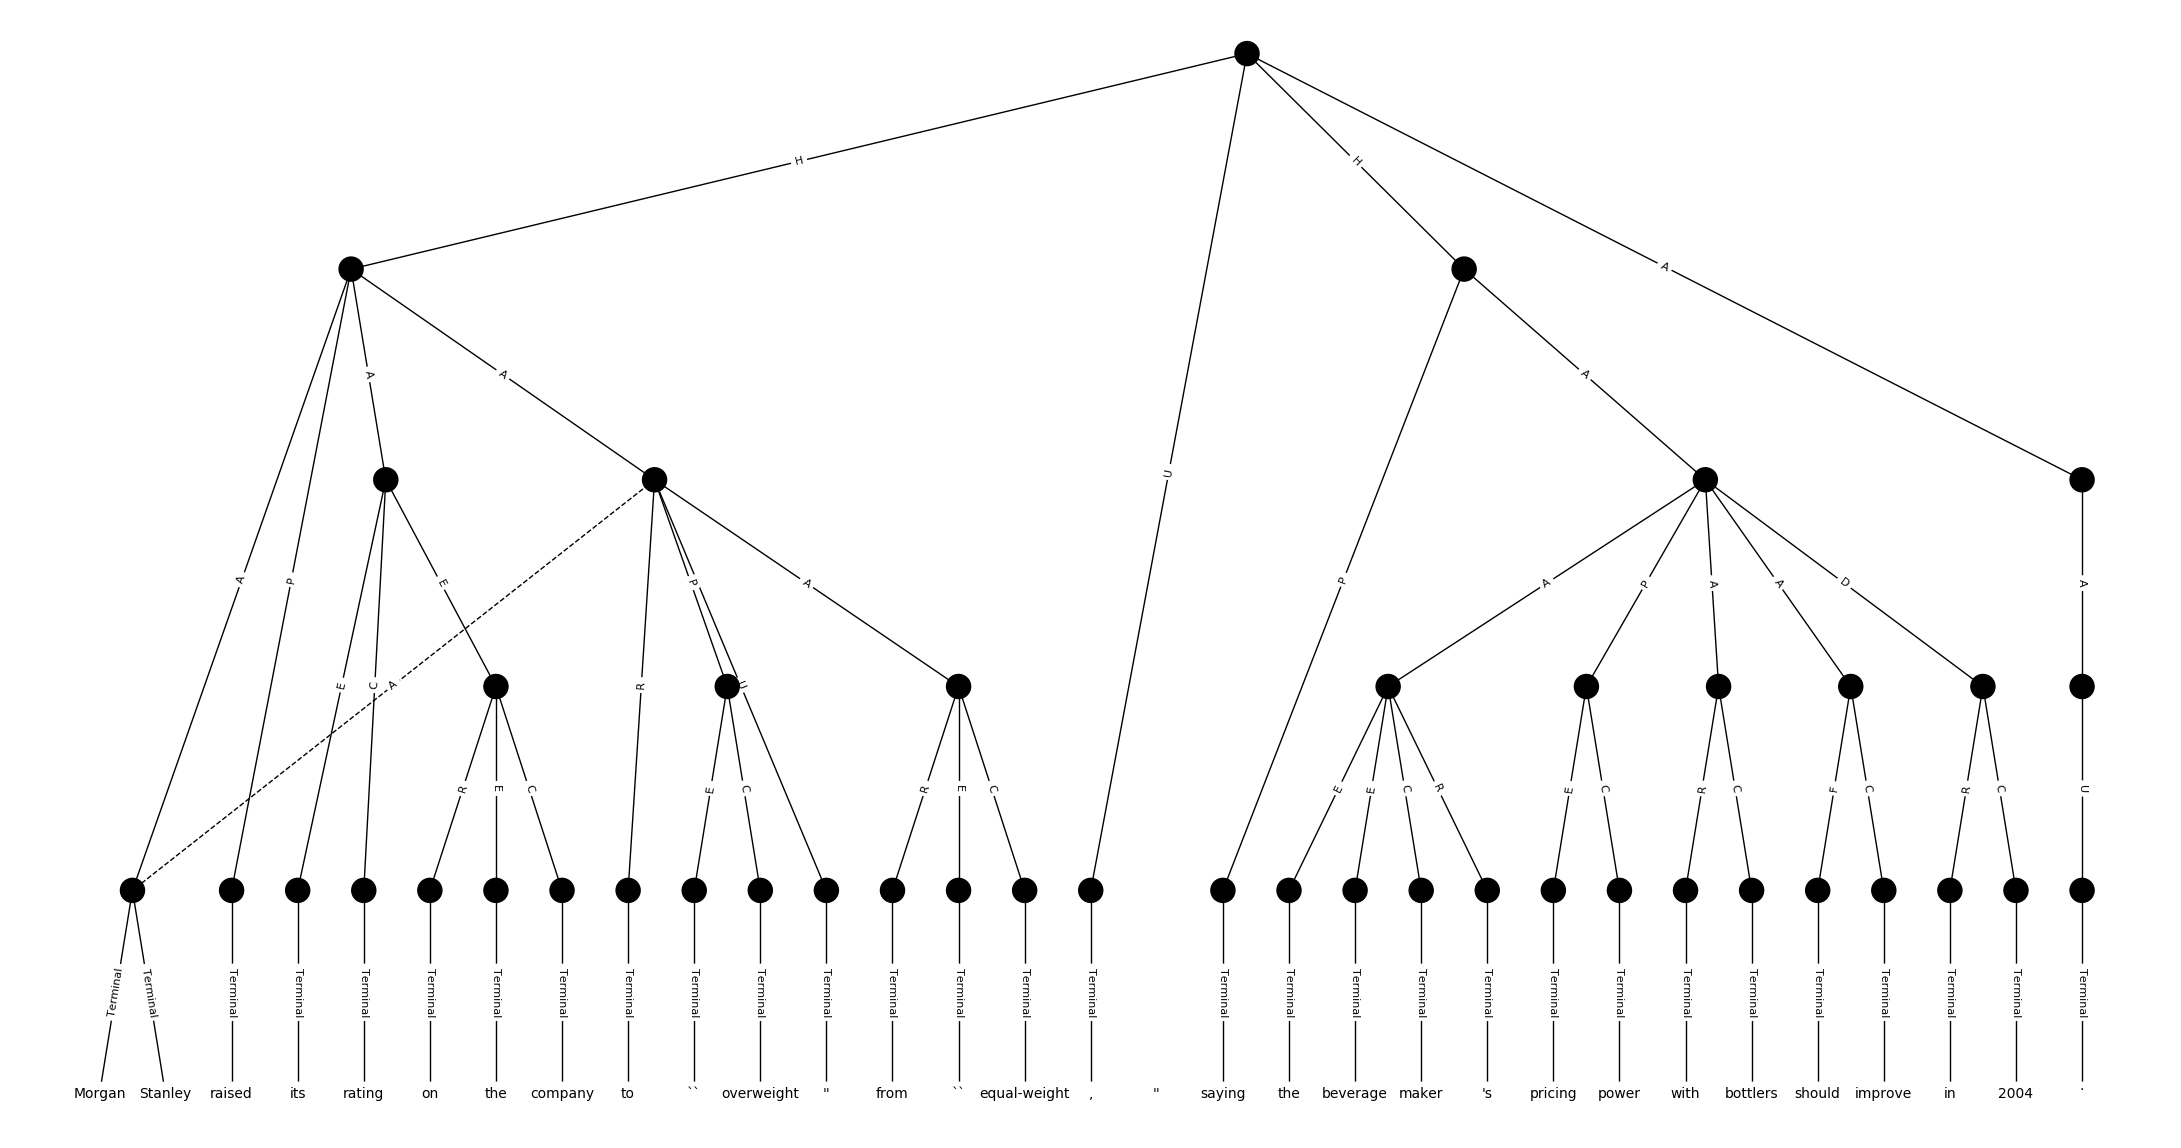 H H
A
A A A
U
A P E A P A P A A D A
P U
E C A R
R E C E C R E C E E C R E C R C F C R C U
Terminal Terminal Terminal Terminal Terminal Terminal Terminal Terminal Terminal Terminal Terminal Terminal Terminal Terminal Terminal Terminal Terminal Terminal Terminal Terminal Terminal Terminal Terminal Terminal Terminal Terminal Terminal Terminal Terminal Terminal Terminal
Morgan Stanley raised its rating on the company to `` overweight " from `` equal-weight , " saying the beverage maker 's pricing power with bottlers should improve in 2004 .